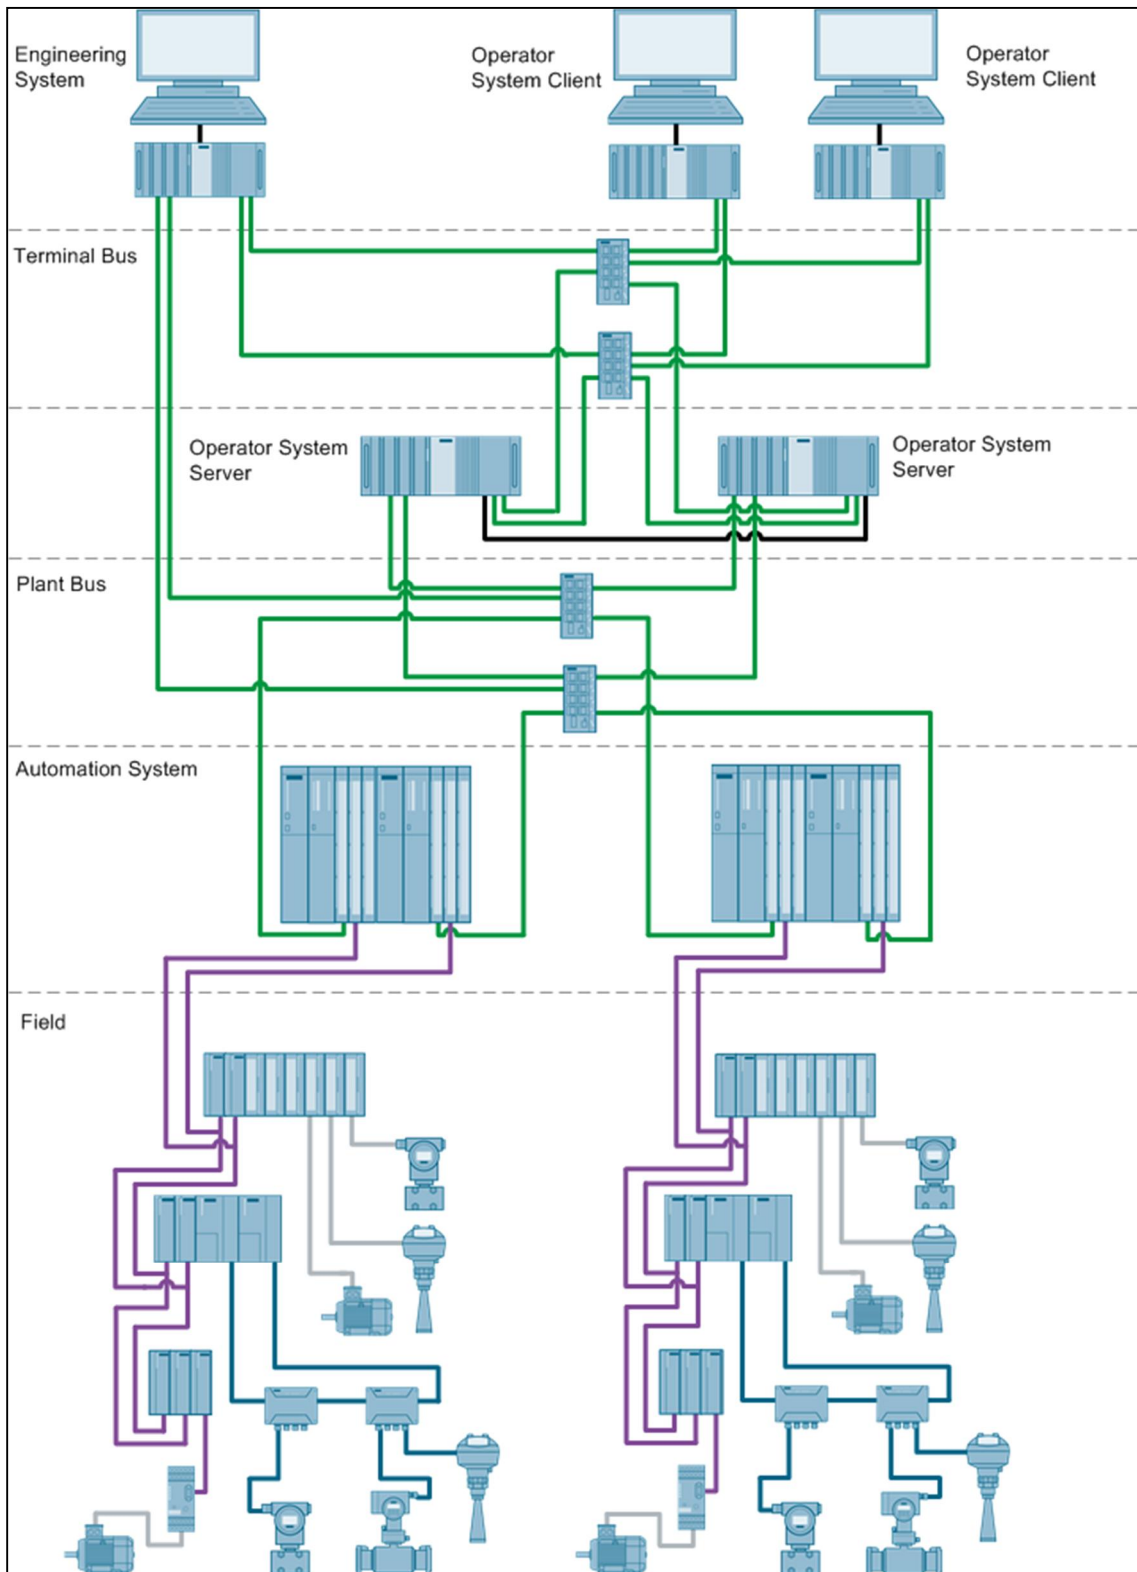 Engineering
System
Operator
System Client
Operator
System Client
Terminal Bus
Operator System
Server
Operator System
Server
Plant Bus
Automation System
Field